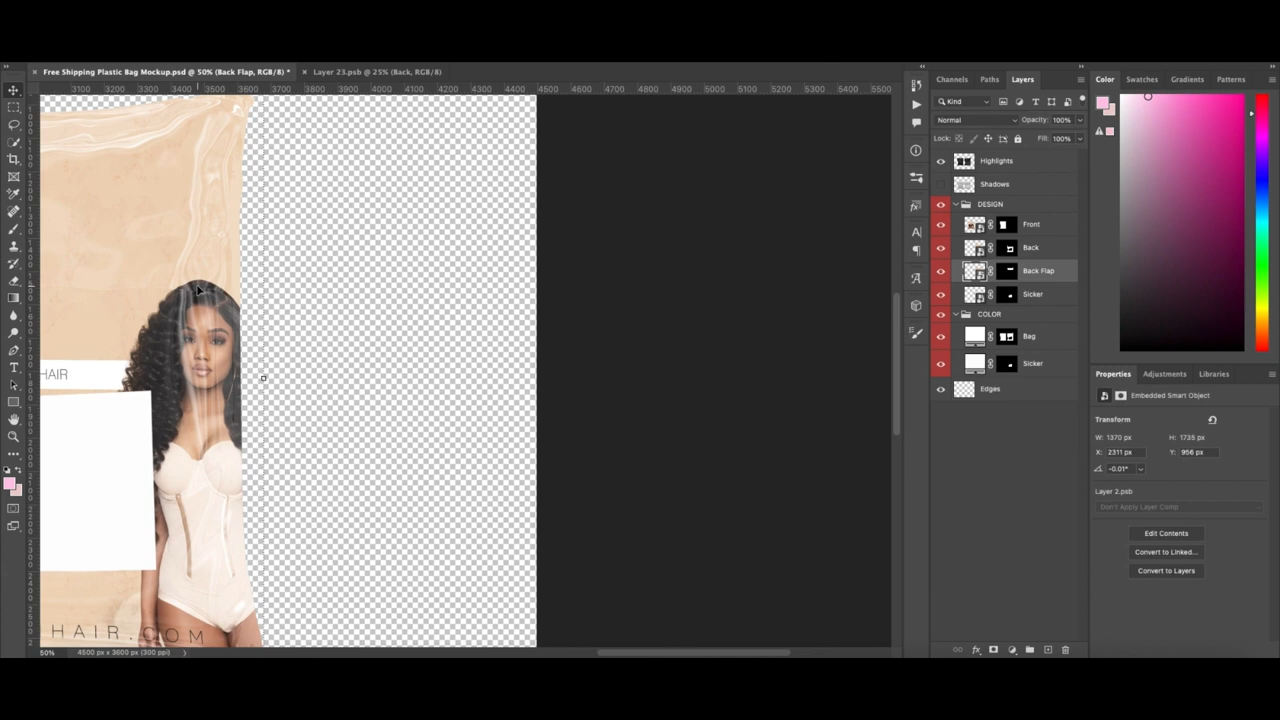 Free Shipping Plastic Bag Mockup.psd @ 50% (Back Flap, RGB/8) *
Layer 23.psb @ 25% (Back, RGB/8)
3100 3200 3300 3400 3500 3600 3700 3800 3900 4000 4100 4200 4300 4400 4500 4600 4700 4800 4900 5000 5100 5200 5300 5400 5500
HAIR
HAIR.COM
50%
4500 px x 3600 px (300 ppi)
Channels Paths Layers
Kind
Normal Opacity: 100%
Lock: Fill: 100%
Highlights
Shadows
DESIGN
Front
Back
Back Flap
Sicker
COLOR
Bag
Sicker
Edges
Color Swatches Gradients Patterns
Properties Adjustments Libraries
Embedded Smart Object
Transform
W: 1370 px H: 1735 px
X: 2311 px Y: 956 px
-0.01°
Layer 2.psb
Don't Apply Layer Comp
Edit Contents
Convert to Linked...
Convert to Layers